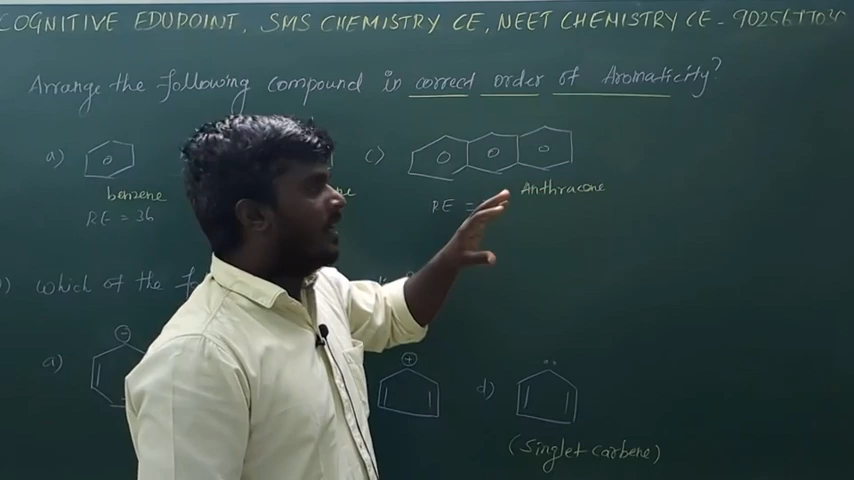 COGNITIVE EDUPOINT, SMS CHEMISTRY CE, NEET CHEMISTRY CE - 9025677030
Arrange the following compound in correct order of Aromaticity?
a)
c)
benzene
ne
Anthracene
RE = 36
RE =
) which of the
a)
d)
(Singlet carbene)